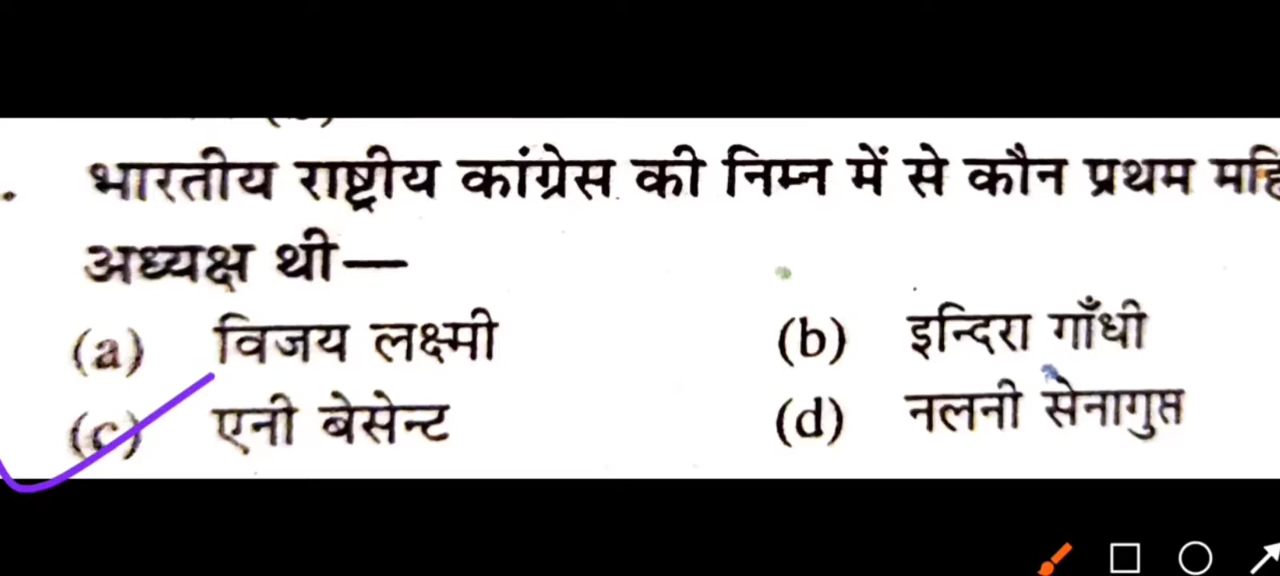 . भारतीय राष्ट्रीय कांग्रेस की निम्न में से कौन प्रथम
अध्यक्ष थी—
(a) विजय लक्ष्मी (b) इन्दिरा गाँधी
(c) एनी बेसेन्ट (d) नलनी सेनागुप्त